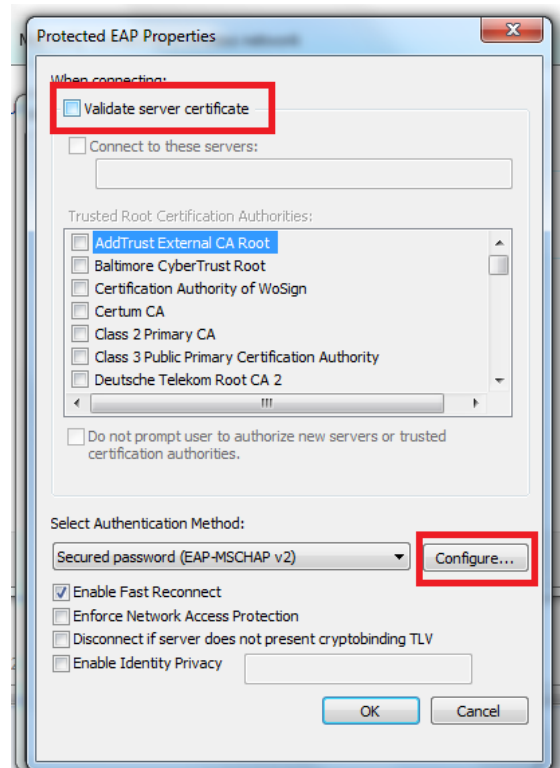 Protected EAP Properties
When connecting:
Validate server certificate
Connect to these servers:
Trusted Root Certification Authorities:
AddTrust External CA Root
Baltimore CyberTrust Root
Certification Authority of WoSign
Certum CA
Class 2 Primary CA
Class 3 Public Primary Certification Authority
Deutsche Telekom Root CA 2
Do not prompt user to authorize new servers or trusted
certification authorities.
Select Authentication Method:
Secured password (EAP-MSCHAP v2)
Configure...
Enable Fast Reconnect
Enforce Network Access Protection
Disconnect if server does not present cryptobinding TLV
Enable Identity Privacy
OK
Cancel